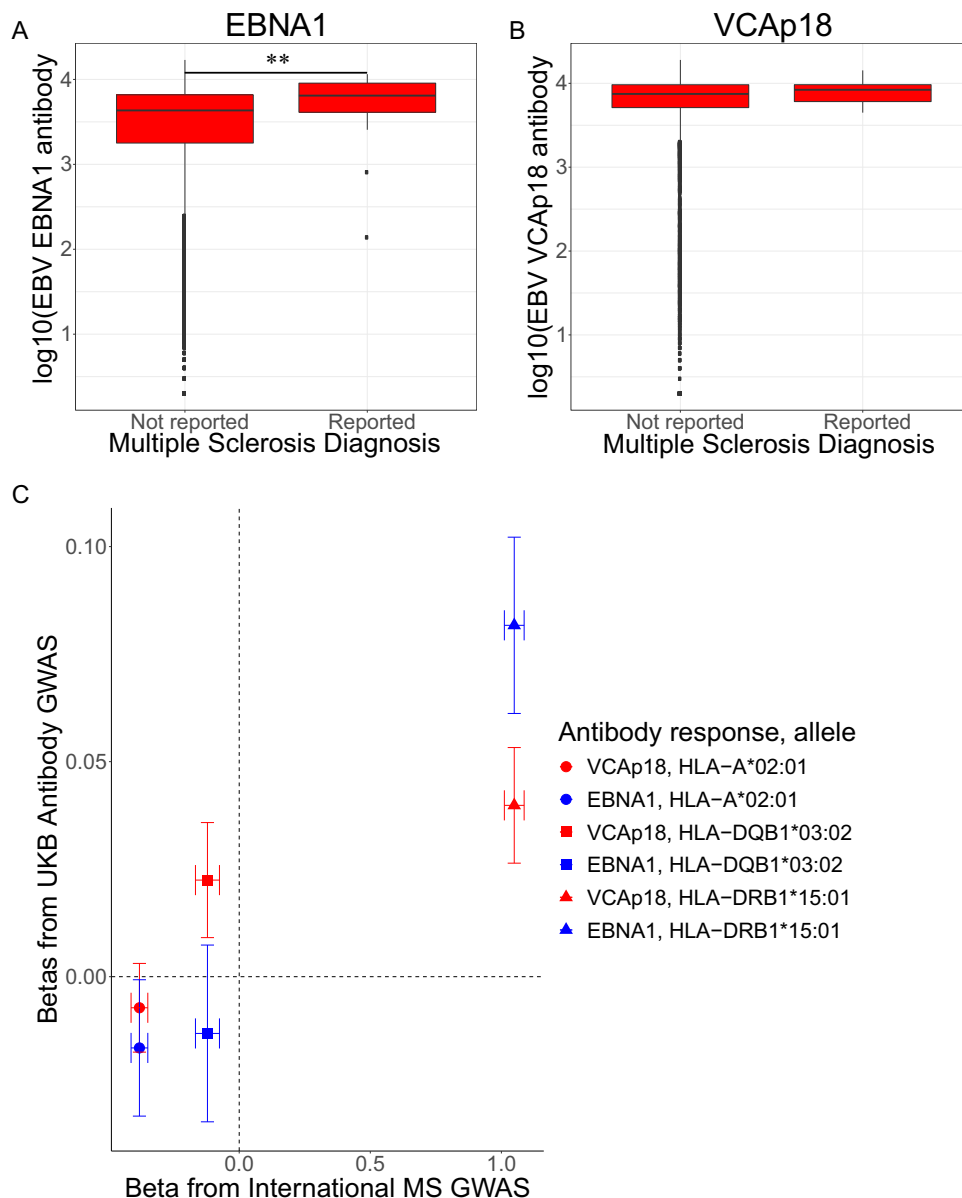 A
EBNA1
**
log10(EBV EBNA1 antibody
4
3
2
1
Not reported
Reported
Multiple Sclerosis Diagnosis
B
VCAp18
log10(EBV VCAp18 antibody
4
3
2
1
Not reported
Reported
Multiple Sclerosis Diagnosis
C
Betas from UKB Antibody GWAS
0.10
0.05
0.00
0.0
0.5
1.0
Beta from International MS GWAS
Antibody response, allele
VCAp18, HLA−A*02:01
EBNA1, HLA−A*02:01
VCAp18, HLA−DQB1*03:02
EBNA1, HLA−DQB1*03:02
VCAp18, HLA−DRB1*15:01
EBNA1, HLA−DRB1*15:01